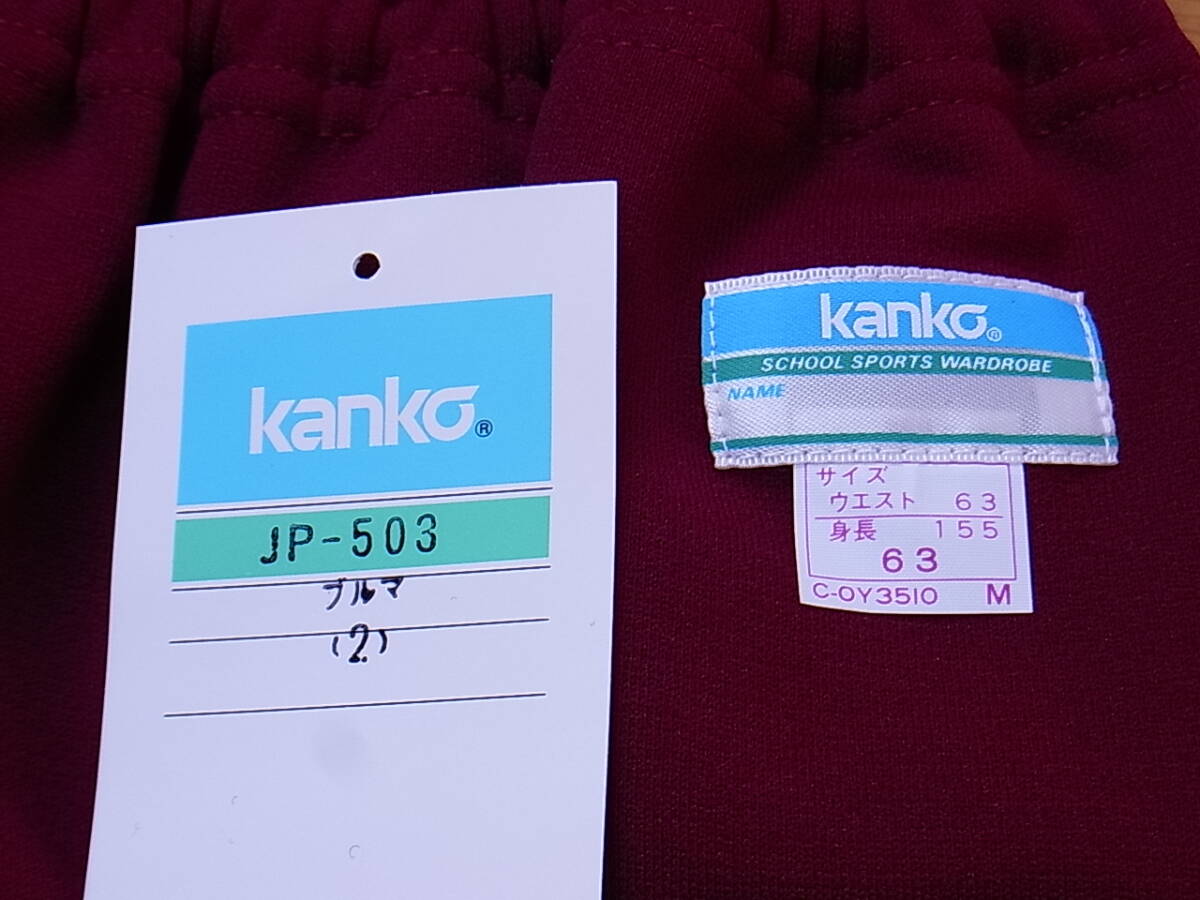 kanko®
JP-503
ブルマ
(2)
kanko®
SCHOOL SPORTS WARDROBE
NAME
サイズ
ウエスト 63
身長 155
63
C-OY3510 M